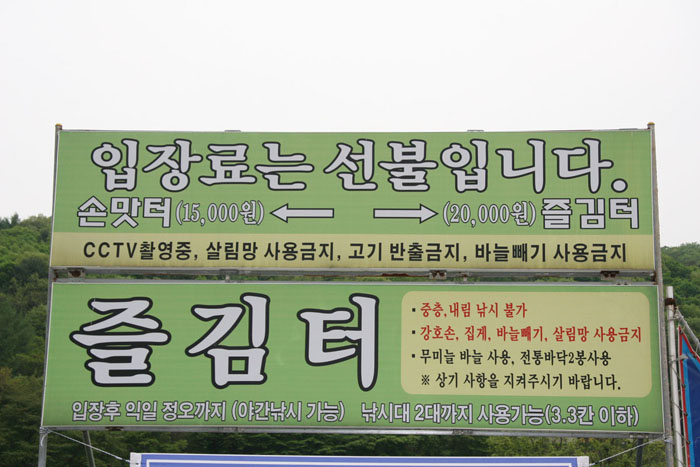 입장료는 선불입니다.
손맛터(15,000원) ←── ──→ (20,000원)즐김터
CCTV촬영중, 살림망 사용금지, 고기 반출금지, 바늘빼기 사용금지
즐김터
· 중층,내림 낚시 불가
· 강호손, 집게, 바늘빼기, 살림망 사용금지
· 무미늘 바늘 사용, 전통바닥2봉사용
※ 상기 사항을 지켜주시기 바랍니다.
입장후 익일 정오까지 (야간낚시 가능) 낚시대 2대까지 사용가능(3.3칸 이하)